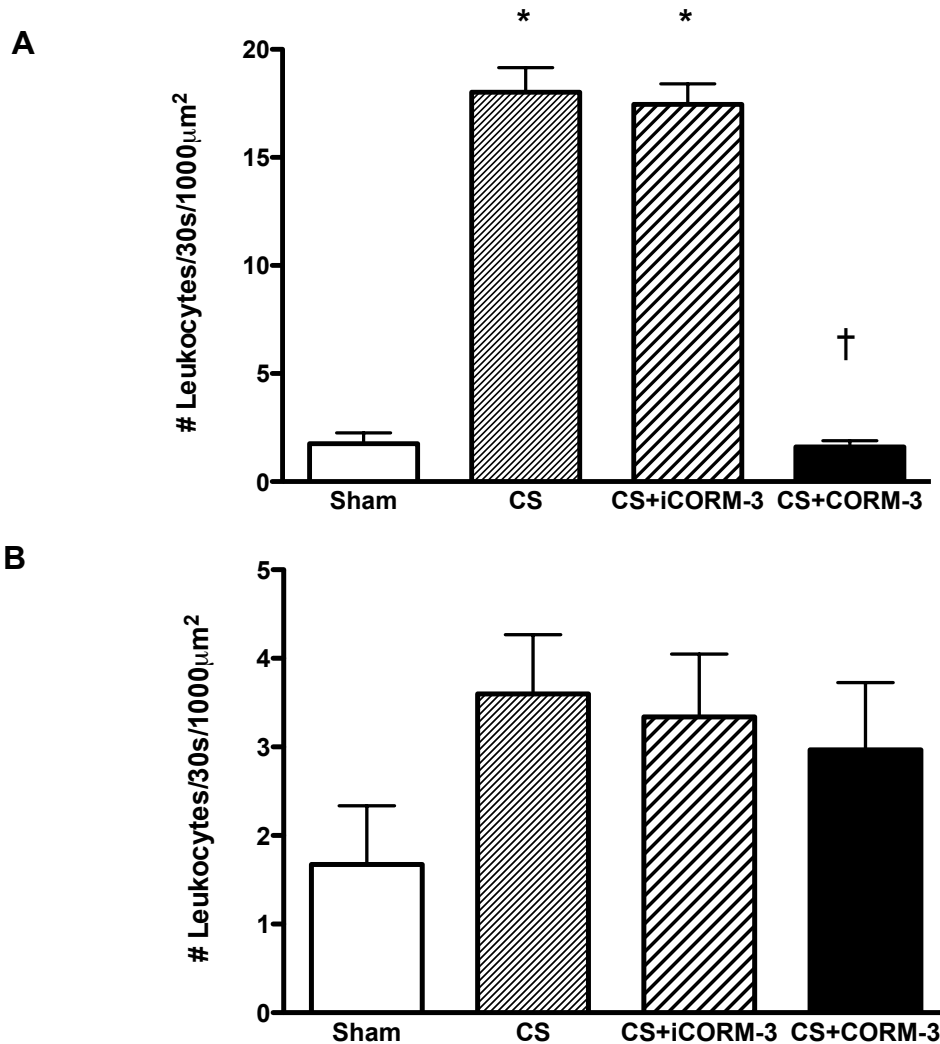 A
* *
# Leukocytes/30s/1000μm²
20
15
10
5
0
†
Sham CS CS+iCORM-3 CS+CORM-3
B
# Leukocytes/30s/1000μm²
5
4
3
2
1
0
Sham CS CS+iCORM-3 CS+CORM-3